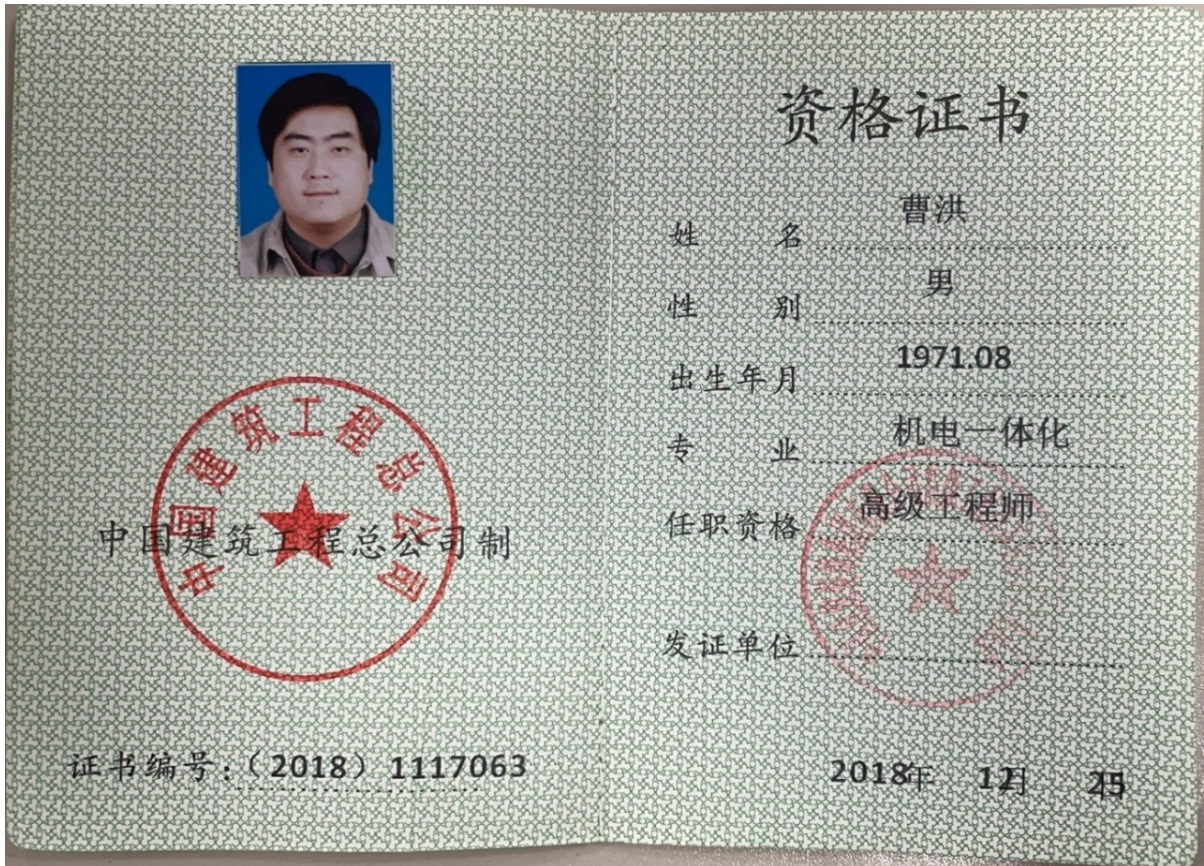 中国建筑工程总公司
中国建筑工程总公司制
证书编号:(2018)1117063
资格证书
姓名 曹洪
性别 男
出生年月 1971.08
专业 机电一体化
任职资格 高级工程师
发证单位
2018年 12月 25日